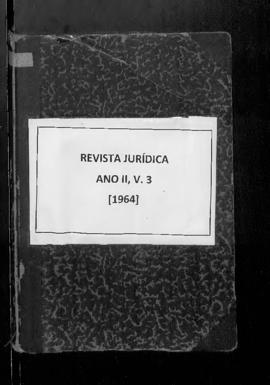 REVISTA JURÍDICA
ANO II, V. 3
[1964]